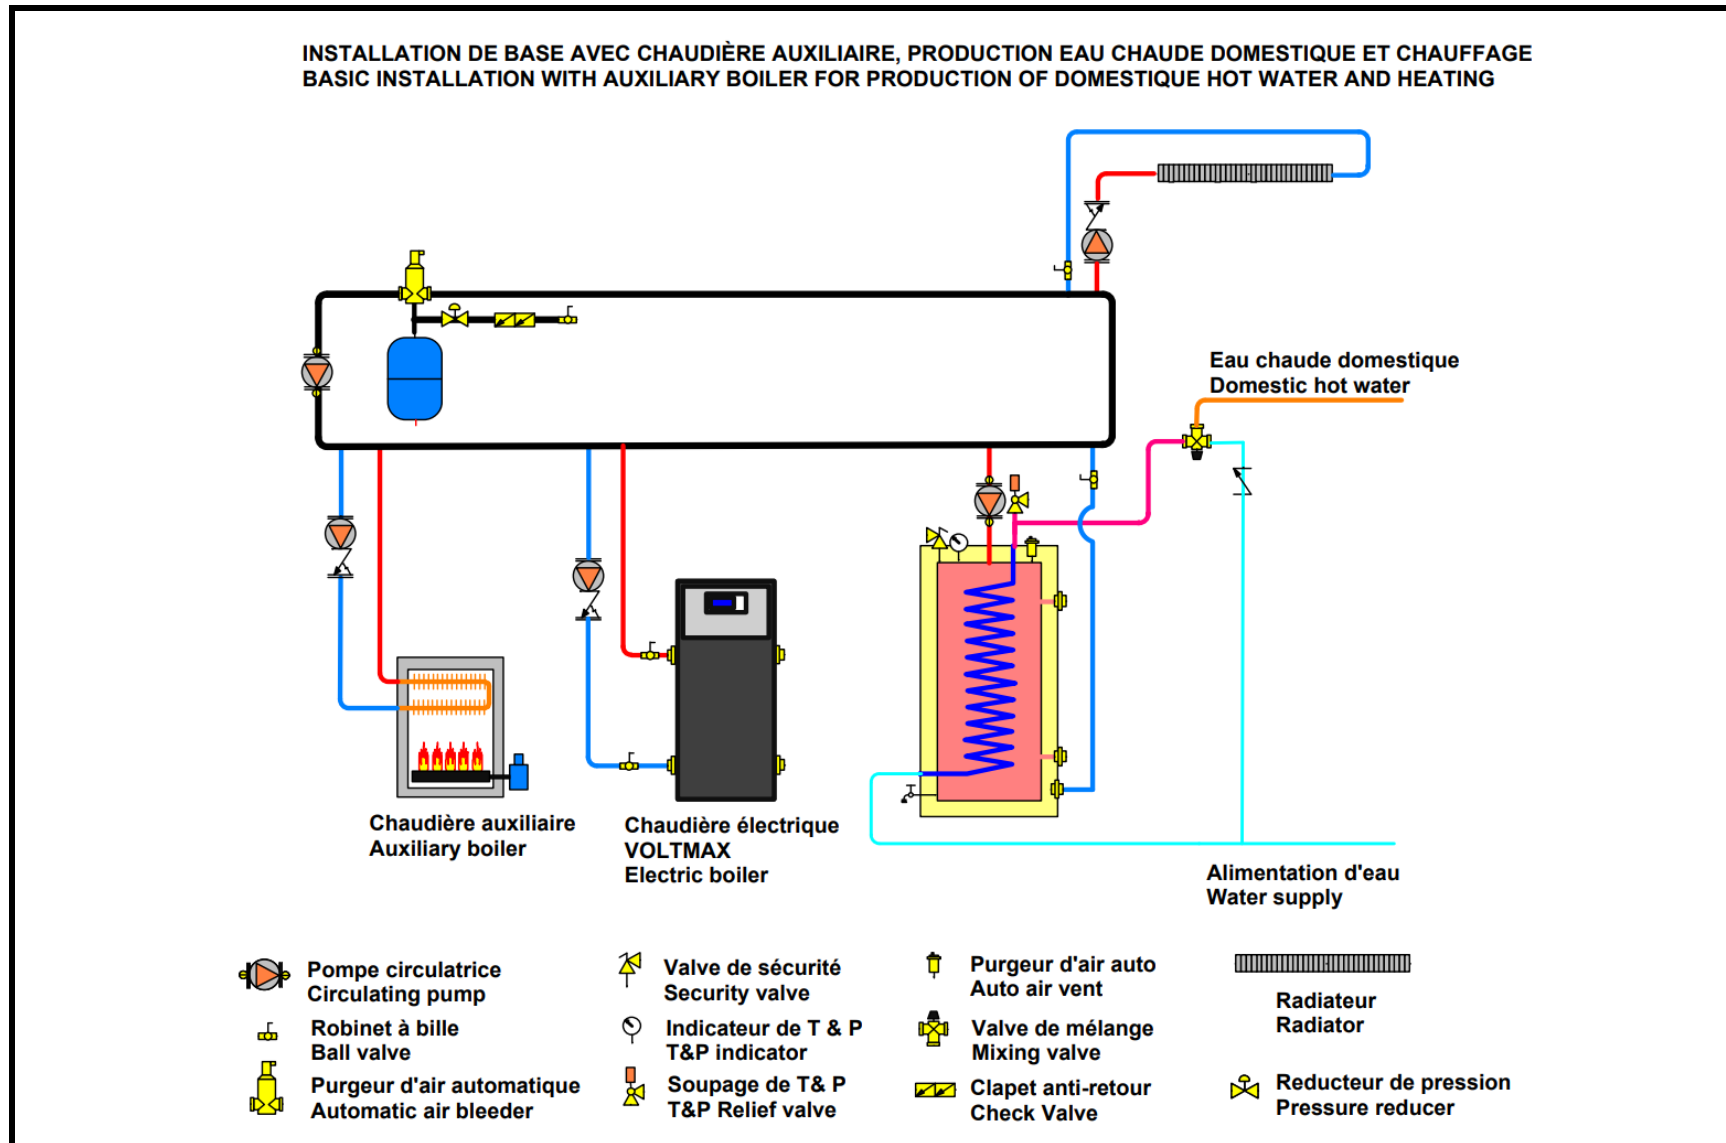 INSTALLATION DE BASE AVEC CHAUDIÈRE AUXILIAIRE, PRODUCTION EAU CHAUDE DOMESTIQUE ET CHAUFFAGE
BASIC INSTALLATION WITH AUXILIARY BOILER FOR PRODUCTION OF DOMESTIQUE HOT WATER AND HEATING
Eau chaude domestique
Domestic hot water
Chaudière auxiliaire
Auxiliary boiler
Chaudière électrique
VOLTMAX
Electric boiler
Alimentation d'eau
Water supply
Pompe circulatrice
Circulating pump
Robinet à bille
Ball valve
Purgeur d'air automatique
Automatic air bleeder
Valve de sécurité
Security valve
Indicateur de T & P
T&P indicator
Soupage de T& P
T&P Relief valve
Purgeur d'air auto
Auto air vent
Valve de mélange
Mixing valve
Clapet anti-retour
Check Valve
Radiateur
Radiator
Reducteur de pression
Pressure reducer